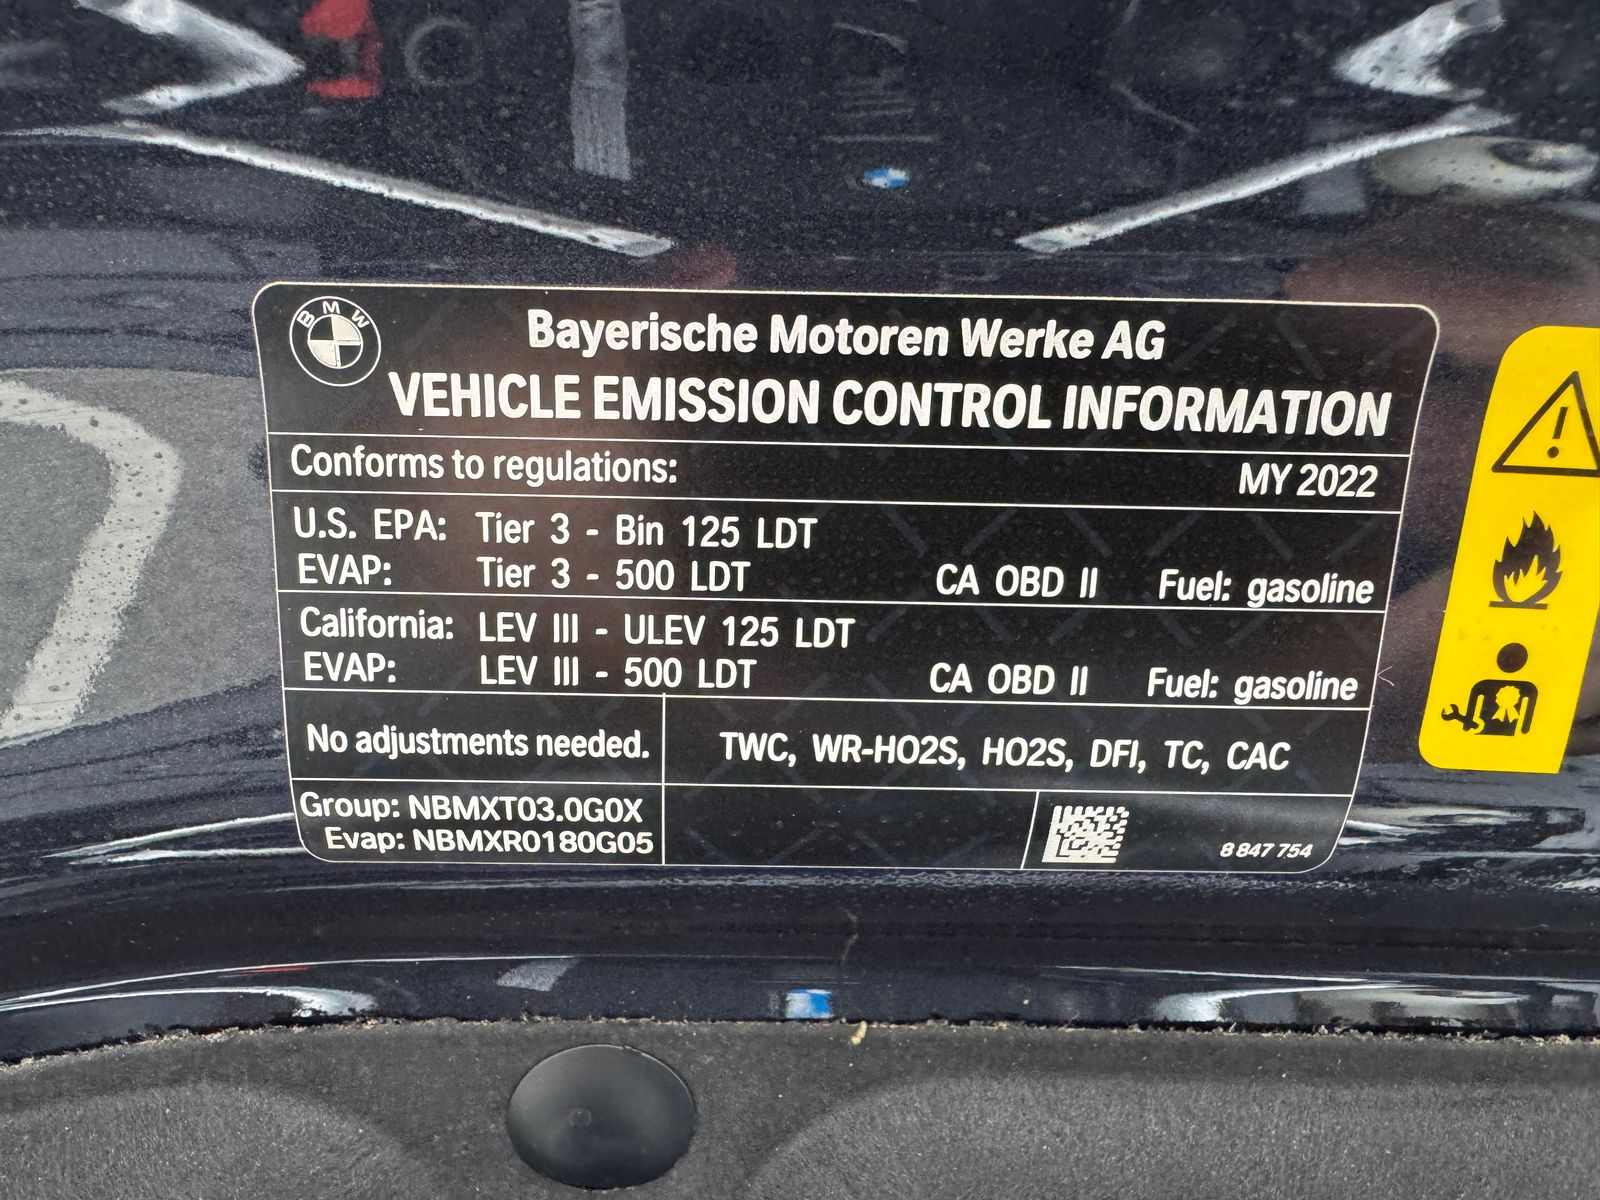 BMW
Bayerische Motoren Werke AG
VEHICLE EMISSION CONTROL INFORMATION
Conforms to regulations: MY 2022
U.S. EPA: Tier 3 - Bin 125 LDT
EVAP: Tier 3 - 500 LDT CA OBD II Fuel: gasoline
California: LEV III - ULEV 125 LDT
EVAP: LEV III - 500 LDT CA OBD II Fuel: gasoline
No adjustments needed. TWC, WR-HO2S, HO2S, DFI, TC, CAC
Group: NBMXT03.0G0X
Evap: NBMXR0180G05
8 847 754